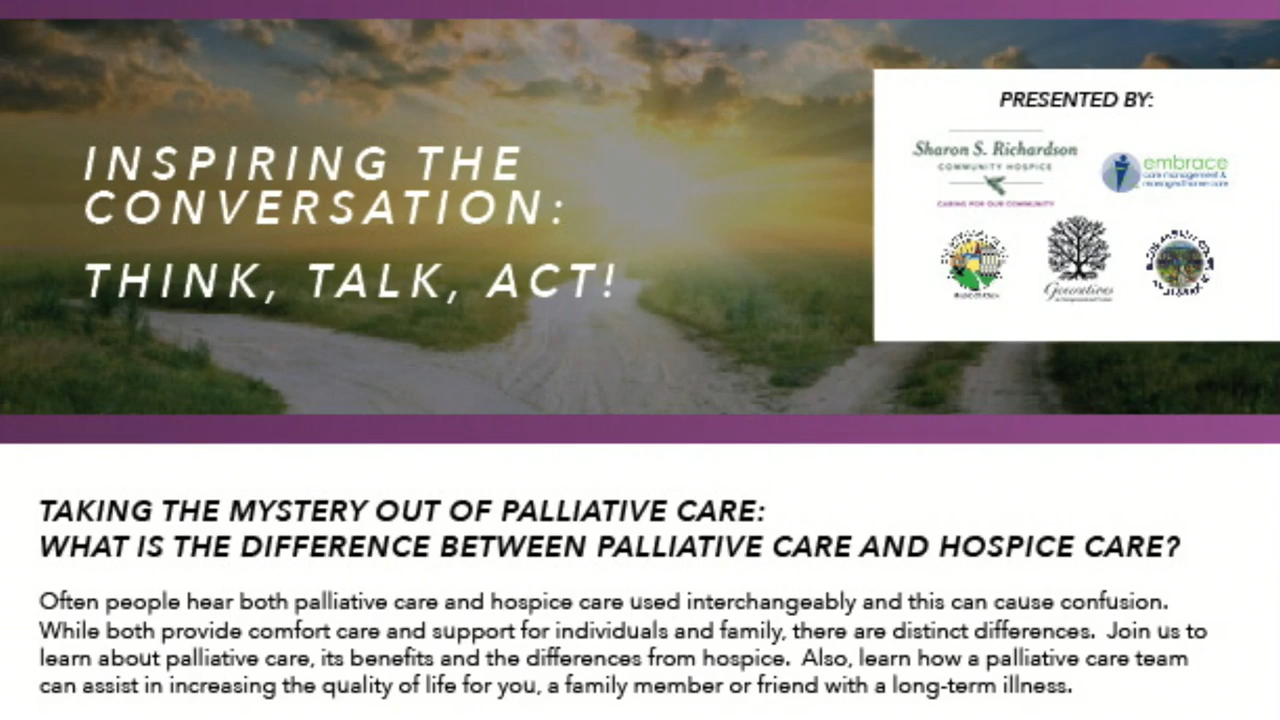 INSPIRING THE
CONVERSATION:
THINK, TALK, ACT!
PRESENTED BY:
Sharon S. Richardson
COMMUNITY HOSPICE
CARING FOR OUR COMMUNITY
embrace
care management &
managed home care
Generations
TAKING THE MYSTERY OUT OF PALLIATIVE CARE:
WHAT IS THE DIFFERENCE BETWEEN PALLIATIVE CARE AND HOSPICE CARE?
Often people hear both palliative care and hospice care used interchangeably and this can cause confusion.
While both provide comfort care and support for individuals and family, there are distinct differences.  Join us to
learn about palliative care, its benefits and the differences from hospice.  Also, learn how a palliative care team
can assist in increasing the quality of life for you, a family member or friend with a long-term illness.